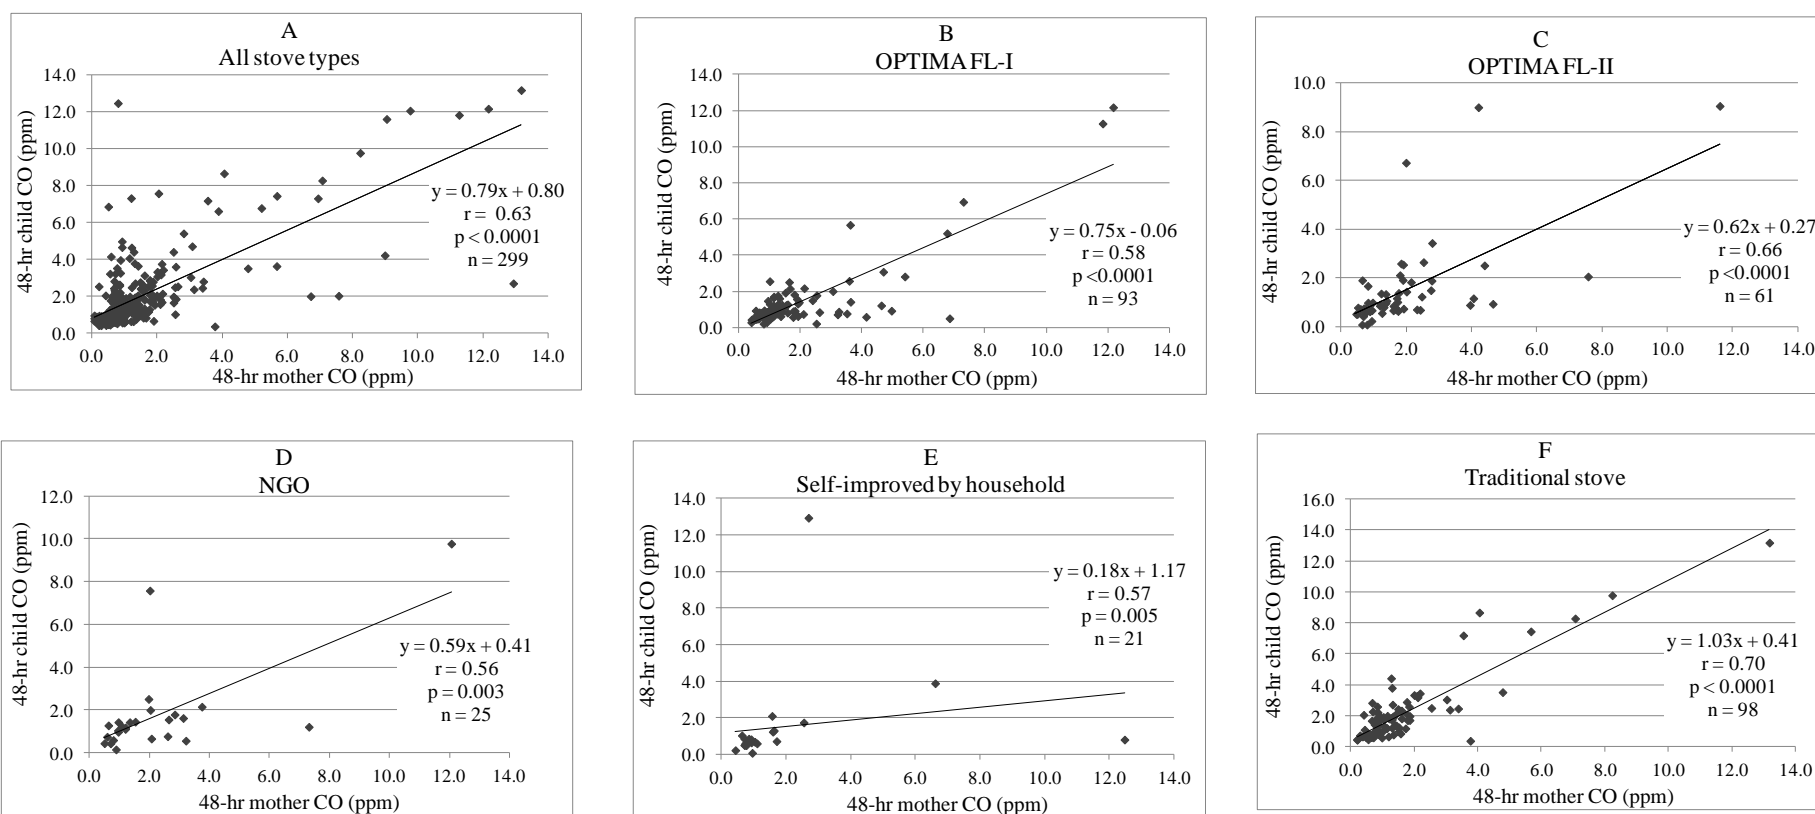 A
All stove types
14.0
12.0
10.0
8.0
6.0
4.0
2.0
0.0
48-hr child CO (ppm)
y = 0.79x + 0.80
r = 0.63
p < 0.0001
n = 299
0.0 2.0 4.0 6.0 8.0 10.0 12.0 14.0
48-hr mother CO (ppm)
B
OPTIMA FL-I
14.0
12.0
10.0
8.0
6.0
4.0
2.0
0.0
48-hr child CO (ppm)
y = 0.75x - 0.06
r = 0.58
p <0.0001
n = 93
0.0 2.0 4.0 6.0 8.0 10.0 12.0 14.0
48-hr mother CO (ppm)
C
OPTIMA FL-II
10.0
8.0
6.0
4.0
2.0
0.0
48-hr child CO (ppm)
y = 0.62x + 0.27
r = 0.66
p <0.0001
n = 61
0.0 2.0 4.0 6.0 8.0 10.0 12.0 14.0
48-hr mother CO (ppm)
D
NGO
12.0
10.0
8.0
6.0
4.0
2.0
0.0
48-hr child CO (ppm)
y = 0.59x + 0.41
r = 0.56
p = 0.003
n = 25
0.0 2.0 4.0 6.0 8.0 10.0 12.0 14.0
48-hr mother CO (ppm)
E
Self-improved by household
14.0
12.0
10.0
8.0
6.0
4.0
2.0
0.0
48-hr child CO (ppm)
y = 0.18x + 1.17
r = 0.57
p = 0.005
n = 21
0.0 2.0 4.0 6.0 8.0 10.0 12.0 14.0
48-hr mother CO (ppm)
F
Traditional stove
16.0
14.0
12.0
10.0
8.0
6.0
4.0
2.0
0.0
48-hr child CO (ppm)
y = 1.03x + 0.41
r = 0.70
p < 0.0001
n = 98
0.0 2.0 4.0 6.0 8.0 10.0 12.0 14.0
48-hr mother CO (ppm)